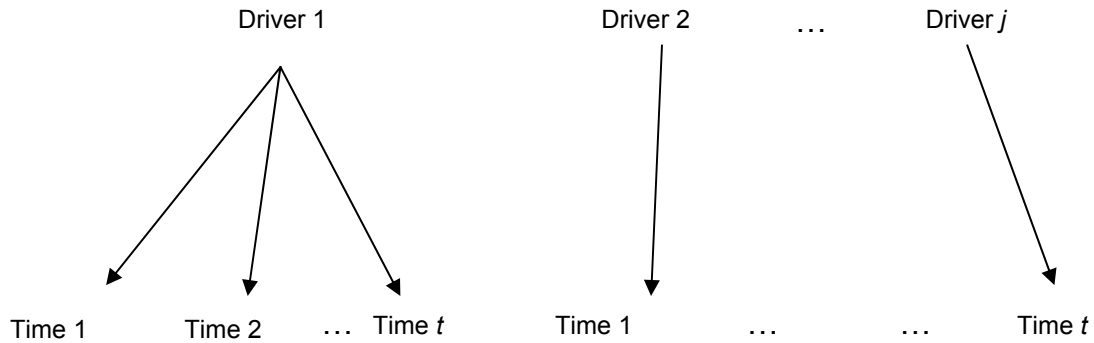 Driver 1 Driver 2 … Driver j
Time 1 Time 2 … Time t Time 1 … … Time t